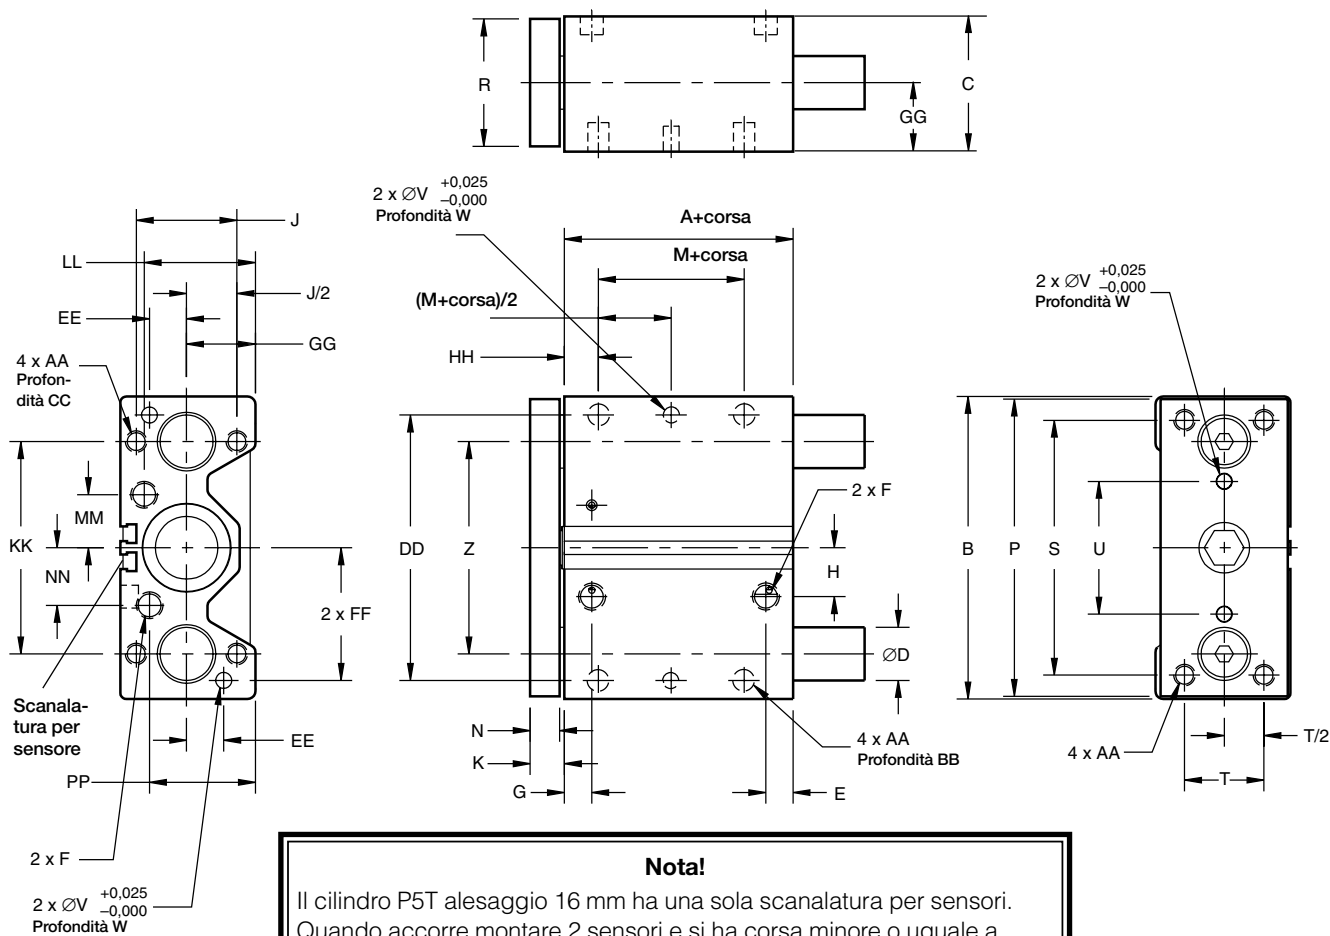 R
C
GG
2 x ∅V +0,025
–0,000
Profondità W
A+corsa
M+corsa
(M+corsa)/2
HH
J
LL
J/2
EE
GG
4 x AA
Profon-
dità CC
2 x ∅V +0,025
–0,000
Profondità W
MM
KK
NN
2 x FF
DD
Z
2 x F
H
∅D
B
P
S
U
Scanala-
tura per
sensore
EE
PP
N
K
G
E
4 x AA
Profondità BB
4 x AA
T/2
T
2 x F
2 x ∅V +0,025
–0,000
Profondità W
Nota!
Il cilindro P5T alesaggio 16 mm ha una sola scanalatura per sensori.
Quando accorre montare 2 sensori e si ha corsa minore o uguale a